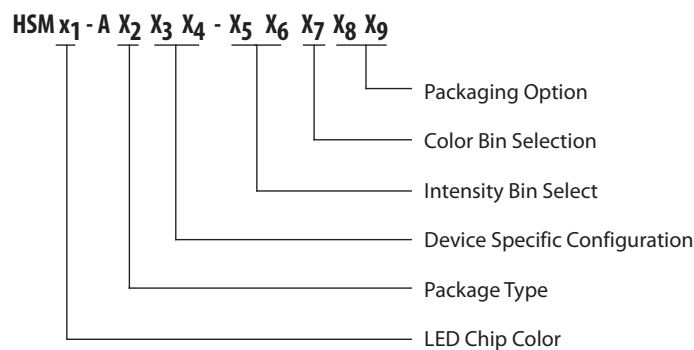 HSM x1 - A X2 X3 X4 - X5 X6 X7 X8 X9
Packaging Option
Color Bin Selection
Intensity Bin Select
Device Specific Configuration
Package Type
LED Chip Color